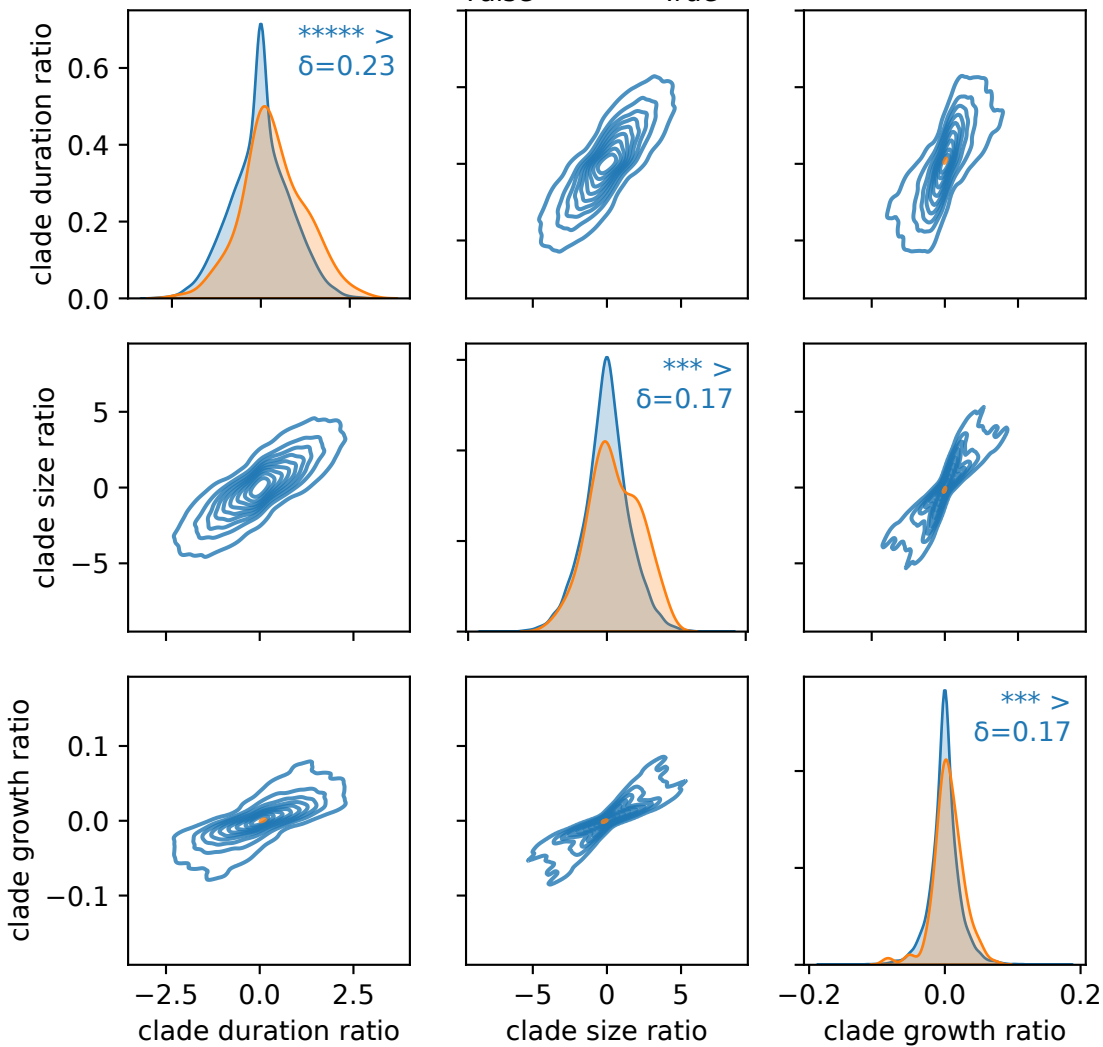 ***** >
δ=0.23
clade duration ratio
0.6
0.4
0.2
0.0
*** >
δ=0.17
clade size ratio
5
0
−5
*** >
δ=0.17
clade growth ratio
0.1
0.0
−0.1
−2.5 0.0 2.5 −5 0 5 −0.2 0.0 0.2
clade duration ratio clade size ratio clade growth ratio